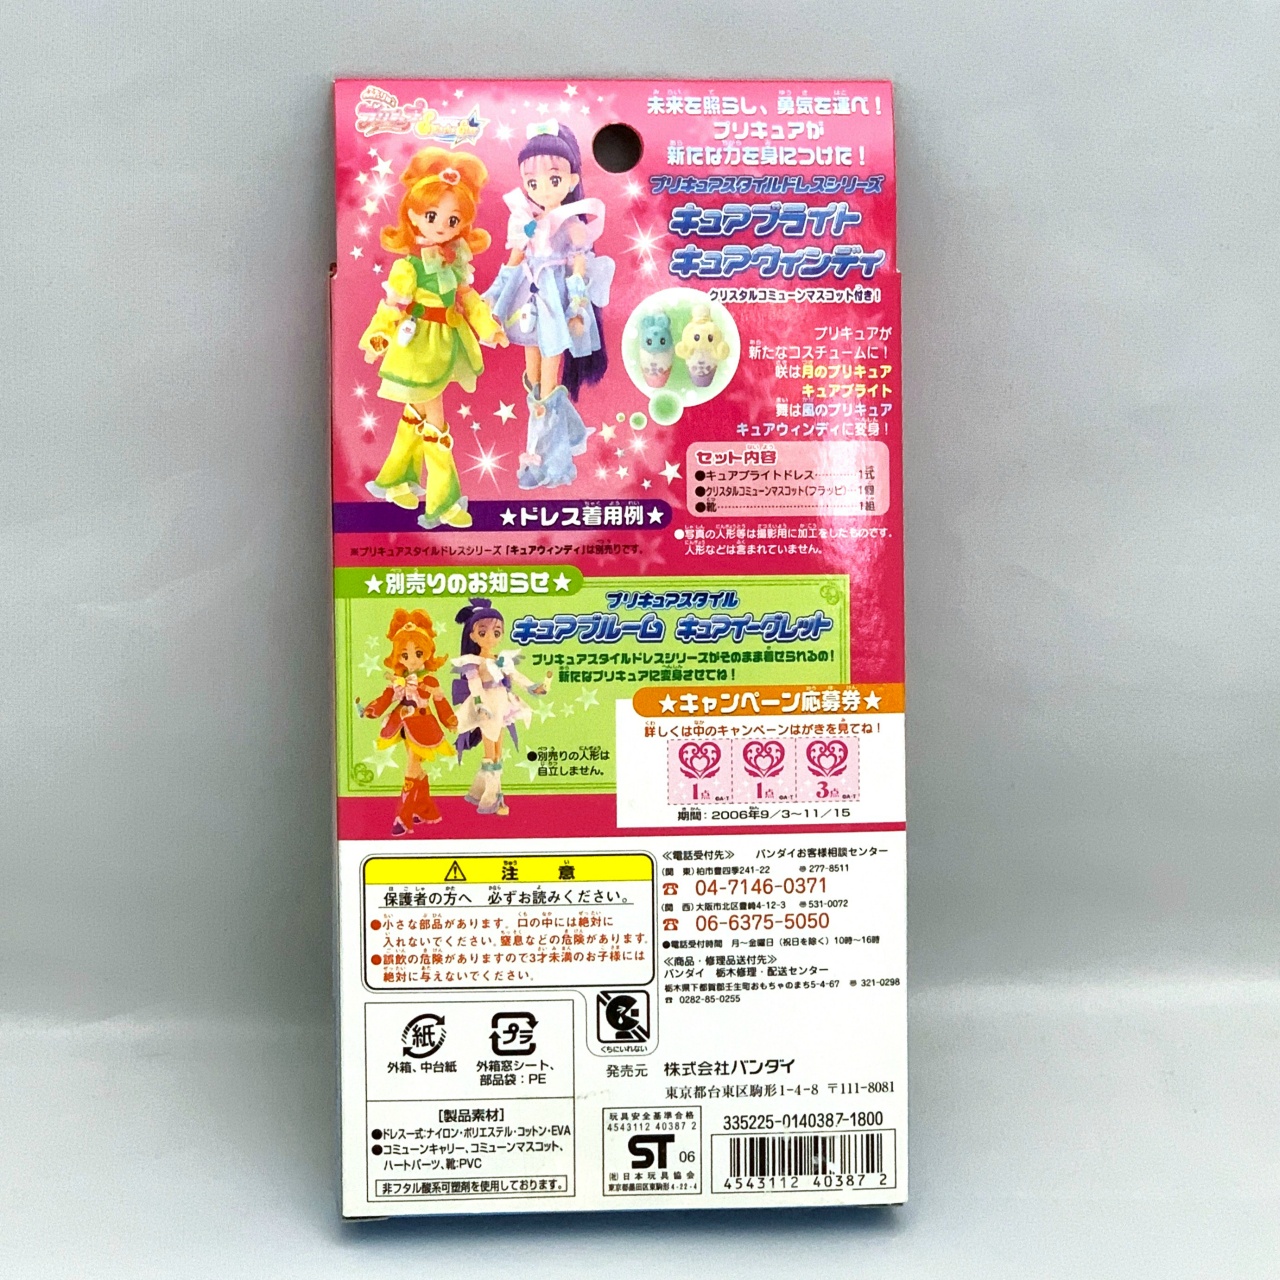 ふたりは
プリキュア
Splash Star
未来を照らし、勇気を運べ!
プリキュアが
新たな力を身につけた!
プリキュアスタイルドレスシリーズ
キュアブライト
キュアウィンディ
クリスタルコミューンマスコット付き!
プリキュアが
新たなコスチュームに!
咲は月のプリキュア
キュアブライト
舞は風のプリキュア
キュアウィンディに変身!
セット内容
●キュアブライトドレス…………1式
●クリスタルコミューンマスコット(フラッピ)…1個
●靴……………………………1組
●写真の人形等は撮影用に加工をしたものです。
人形などは含まれていません。
★ドレス着用例★
※プリキュアスタイルドレスシリーズ「キュアウィンディ」は別売りです。
★別売りのお知らせ★
プリキュアスタイル
キュアブルーム キュアイーグレット
プリキュアスタイルドレスシリーズがそのまま着せられるの!
新たなプリキュアに変身させてね!
●別売りの人形は
自立しません。
★キャンペーン応募券★
詳しくは中のキャンペーンはがきを見てね!
1点 GA-T 1点 GA-T 3点 GA-T
期間:2006年9/3〜11/15
⚠ 注意
保護者の方へ 必ずお読みください。
●小さな部品があります。口の中には絶対に
入れないでください。窒息などの危険があります。
●誤飲の危険がありますので3才未満のお子様には
絶対に与えないでください。
≪電話受付先≫ バンダイお客様相談センター
(関 東)柏市豊四季241-22 〒277-8511
☎ 04-7146-0371
(関 西)大阪市北区豊崎4-12-3 〒531-0072
☎ 06-6375-5050
●電話受付時間 月〜金曜日(祝日を除く)10時〜16時
≪商品・修理品送付先≫
バンダイ 栃木修理・配送センター
栃木県下都賀郡壬生町おもちゃのまち5-4-67 〒321-0298
☎ 0282-85-0255
紙
外箱、中台紙
プラ
外箱窓シート、
部品袋:PE
くちにいれない
発売元 株式会社バンダイ
東京都台東区駒形1-4-8 〒111-8081
[製品素材]
●ドレス一式:ナイロン・ポリエステル・コットン・EVA
●コミューンキャリー、コミューンマスコット、
ハートパーツ、靴:PVC
非フタル酸系可塑剤を使用しております。
玩具安全基準合格
4543112 40387 2
ST 06
(社)日本玩具協会
東京都墨田区東駒形4-22-4
335225-0140387-1800
4543112 403872